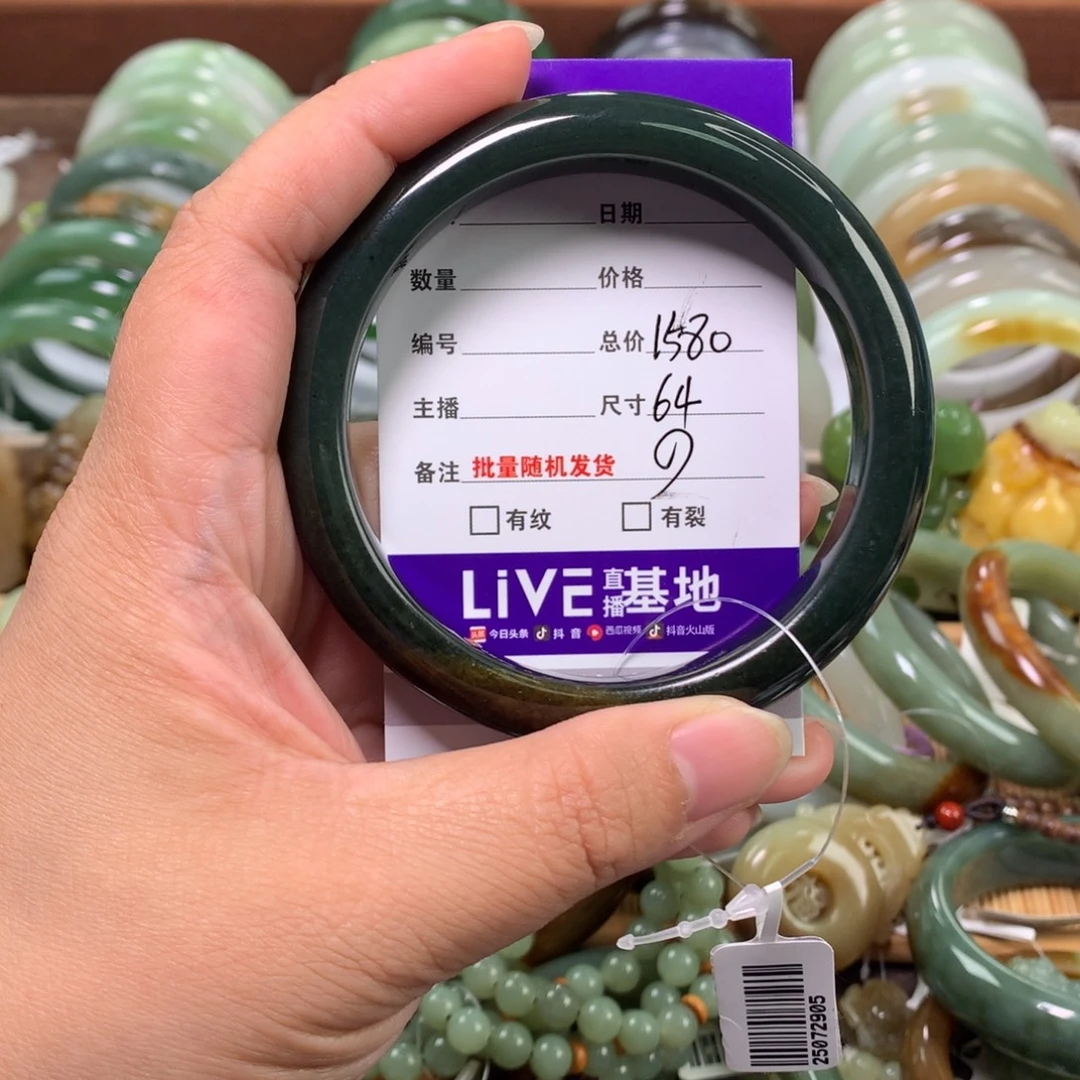 日期
数量 价格
编号 总价 1580
主播 尺寸 64
备注 批量随机发货
有纹 有裂
LiVE 直播基地
今日头条 抖音 西瓜视频 抖音火山版
25072905